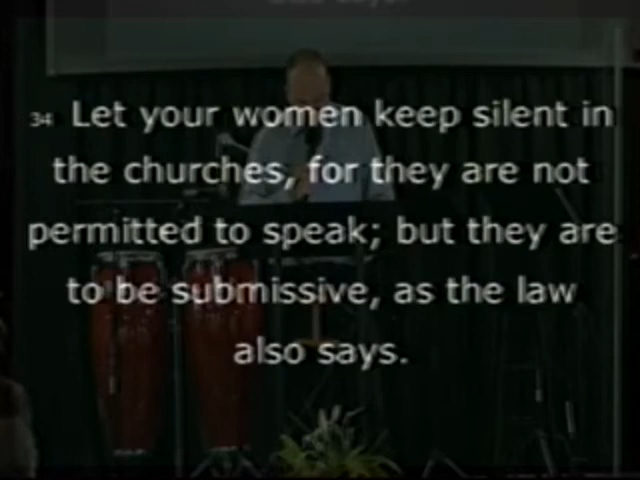 34 Let your women keep silent in
the churches, for they are not
permitted to speak; but they are
to be submissive, as the law
also says.